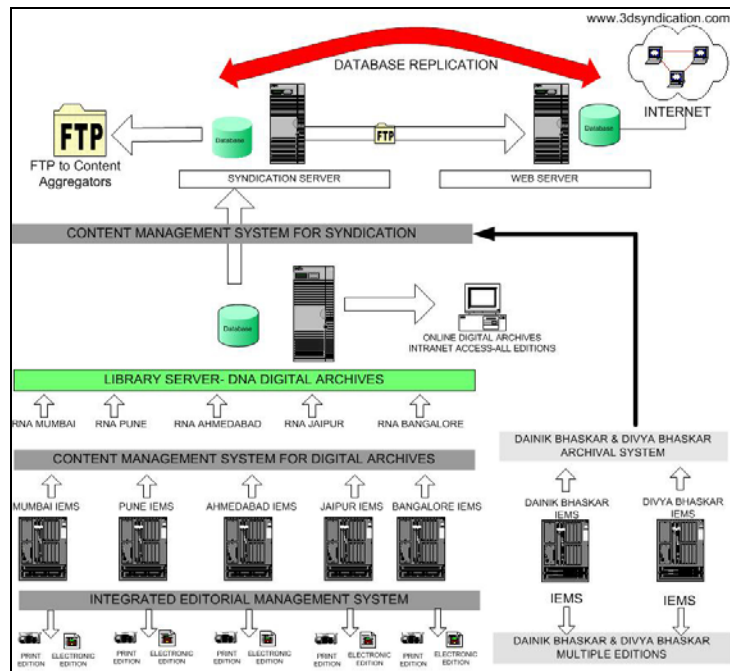 www.3dsyndication.com
DATABASE REPLICATION
INTERNET
FTP
Database
FTP
Database
FTP to Content
Aggregators
SYNDICATION SERVER
WEB SERVER
CONTENT MANAGEMENT SYSTEM FOR SYNDICATION
Database
ONLINE DIGITAL ARCHIVES
INTRANET ACCESS-ALL EDITIONS
LIBRARY SERVER- DNA DIGITAL ARCHIVES
RNA MUMBAI
RNA PUNE
RNA AHMEDABAD
RNA JAIPUR
RNA BANGALORE
DAINIK BHASKAR & DIVYA BHASKAR
ARCHIVAL SYSTEM
CONTENT MANAGEMENT SYSTEM FOR DIGITAL ARCHIVES
MUMBAI IEMS
PUNE IEMS
AHMEDABAD IEMS
JAIPUR IEMS
BANGALORE IEMS
DAINIK BHASKAR
IEMS
DIVYA BHASKAR
IEMS
INTEGRATED EDITORIAL MANAGEMENT SYSTEM
IEMS
IEMS
PRINT
EDITION
ELECTRONIC
EDITION
PRINT
EDITION
ELECTRONIC
EDITION
PRINT
EDITION
ELECTRONIC
EDITION
PRINT
EDITION
ELECTRONIC
EDITION
PRINT
EDITION
ELECTRONIC
EDITION
DAINIK BHASKAR & DIVYA BHASKAR
MULTIPLE EDITIONS